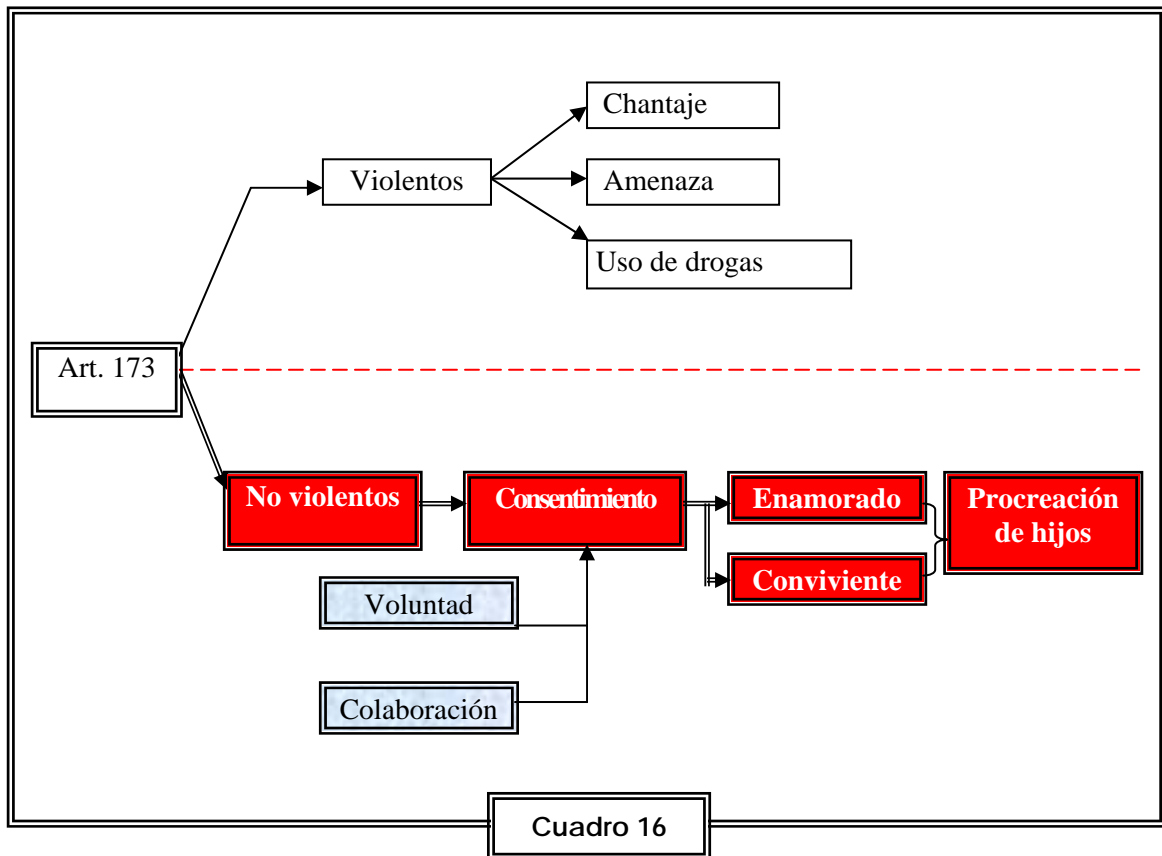 Chantaje
Violentos
Amenaza
Uso de drogas
Art. 173
No violentos
Consentimiento
Enamorado
Procreación
de hijos
Conviviente
Voluntad
Colaboración
Cuadro 16